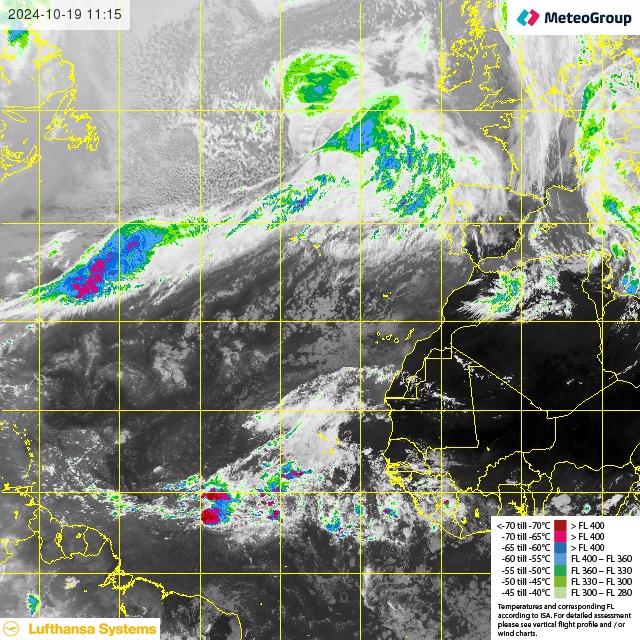 2024-10-19 11:15
MeteoGroup
<-70 till -70°C > FL 400
-70 till -65°C > FL 400
-65 till -60°C > FL 400
-60 till -55°C FL 400 – FL 360
-55 till -50°C FL 360 – FL 330
-50 till -45°C FL 330 – FL 300
-45 till -40°C FL 300 – FL 280
Temperatures and corresponding FL
according to ISA. For detailed assessment
please see vertical flight profile and / or
wind charts.
Lufthansa Systems